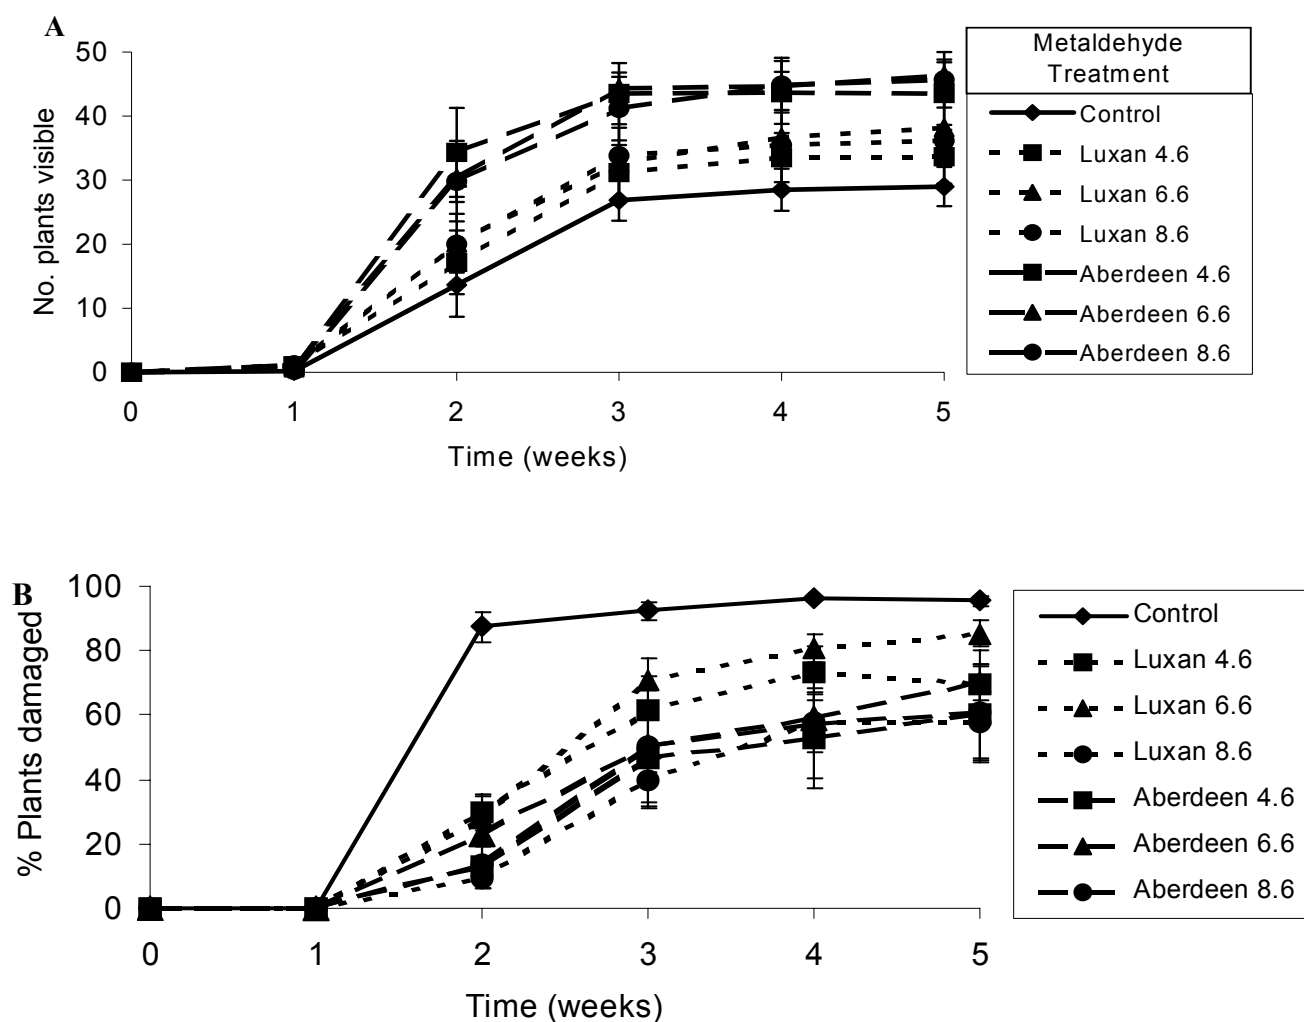 A
50
40
30
20
10
0
No. plants visible
0 1 2 3 4 5
Time (weeks)
Metaldehyde
Treatment
Control
Luxan 4.6
Luxan 6.6
Luxan 8.6
Aberdeen 4.6
Aberdeen 6.6
Aberdeen 8.6
B
100
80
60
40
20
0
% Plants damaged
0 1 2 3 4 5
Time (weeks)
Control
Luxan 4.6
Luxan 6.6
Luxan 8.6
Aberdeen 4.6
Aberdeen 6.6
Aberdeen 8.6